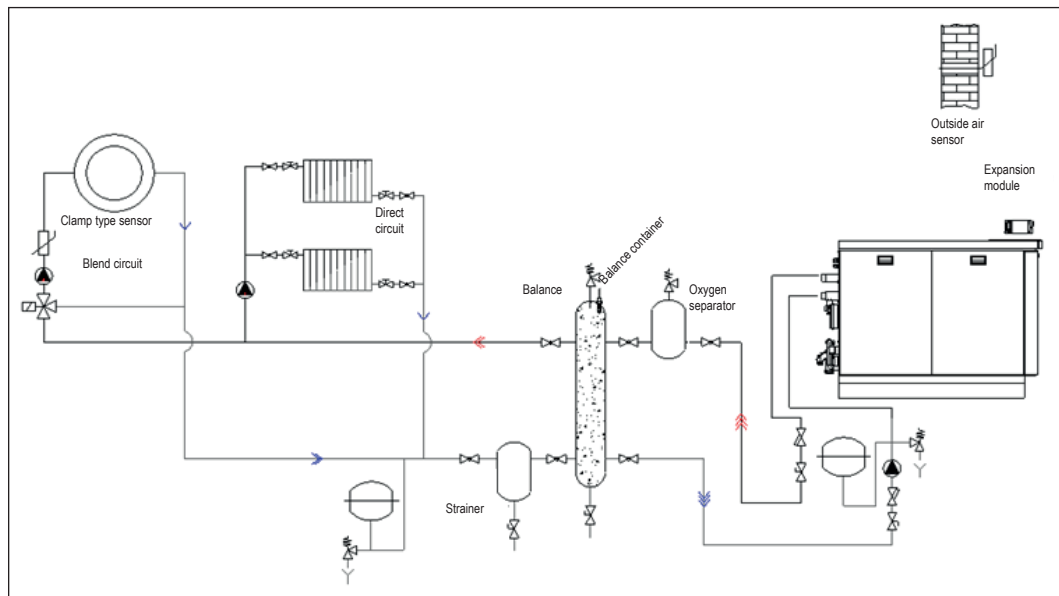 Outside air
sensor
Expansion
module
Clamp type sensor
Direct
circuit
Blend circuit
Balance
Balance container
Oxygen
separator
Strainer